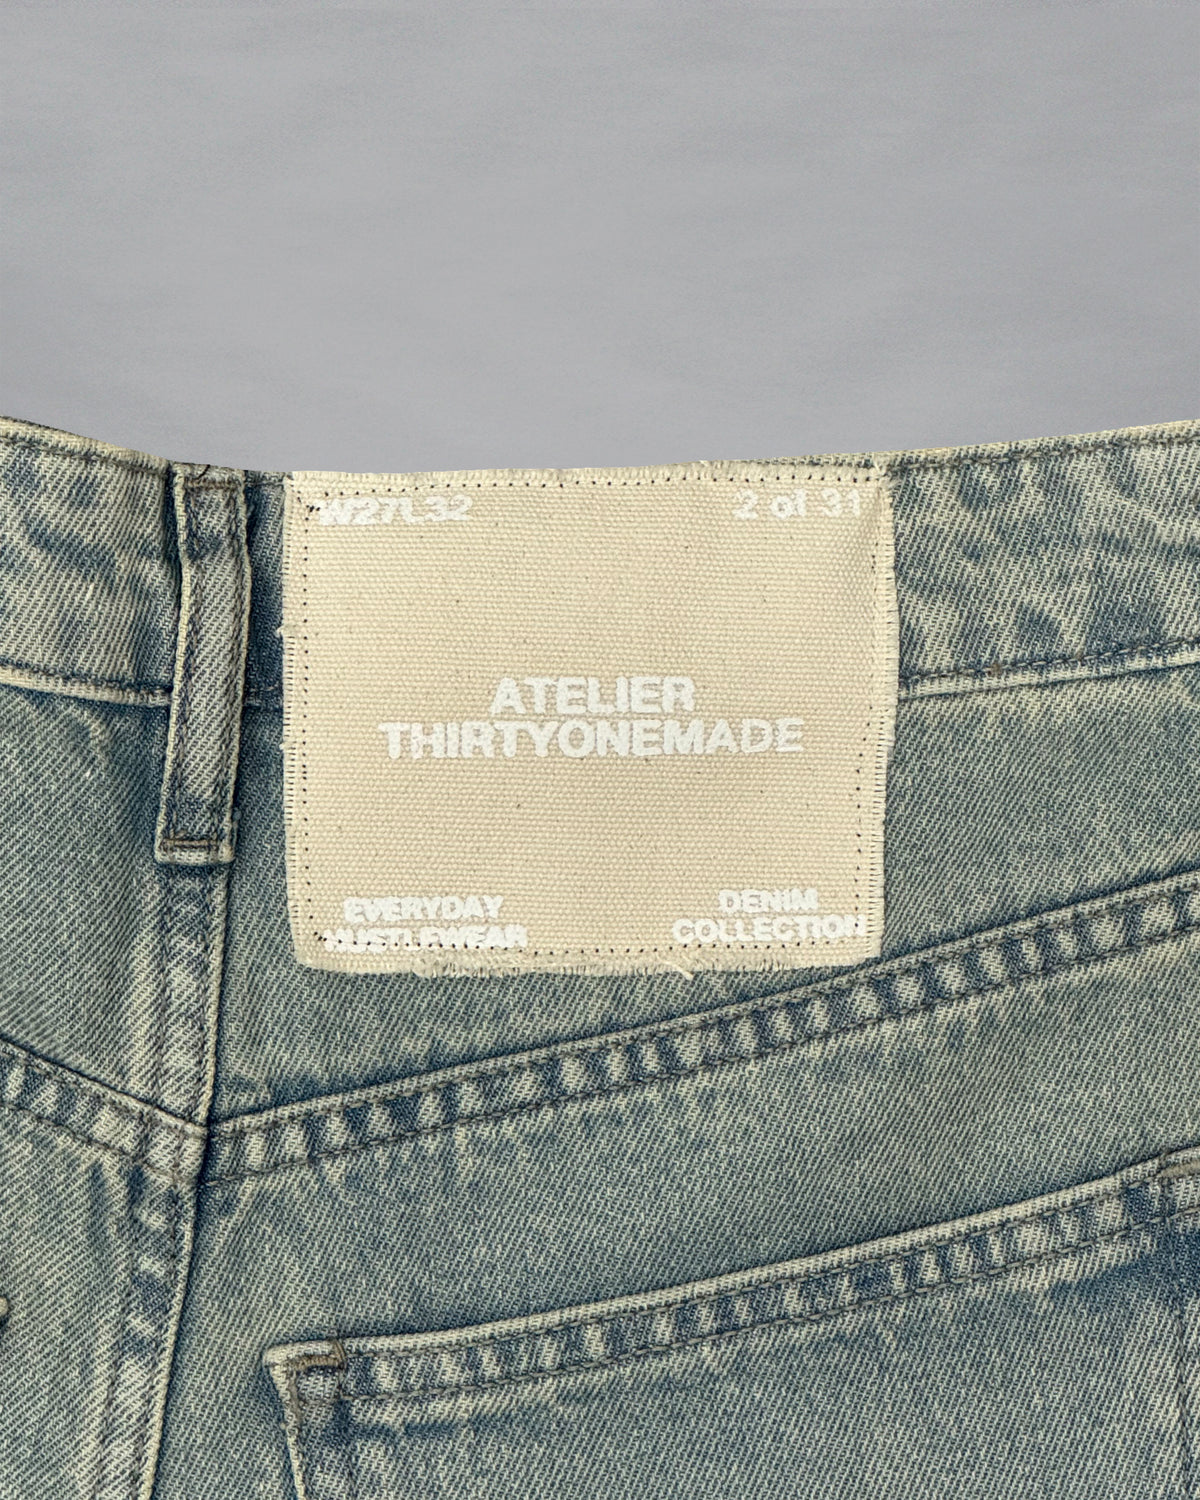 W27L32
2 of 31
ATELIER
THIRTYONEMADE
EVERYDAY
HUSTLEWEAR
DENIM
COLLECTION